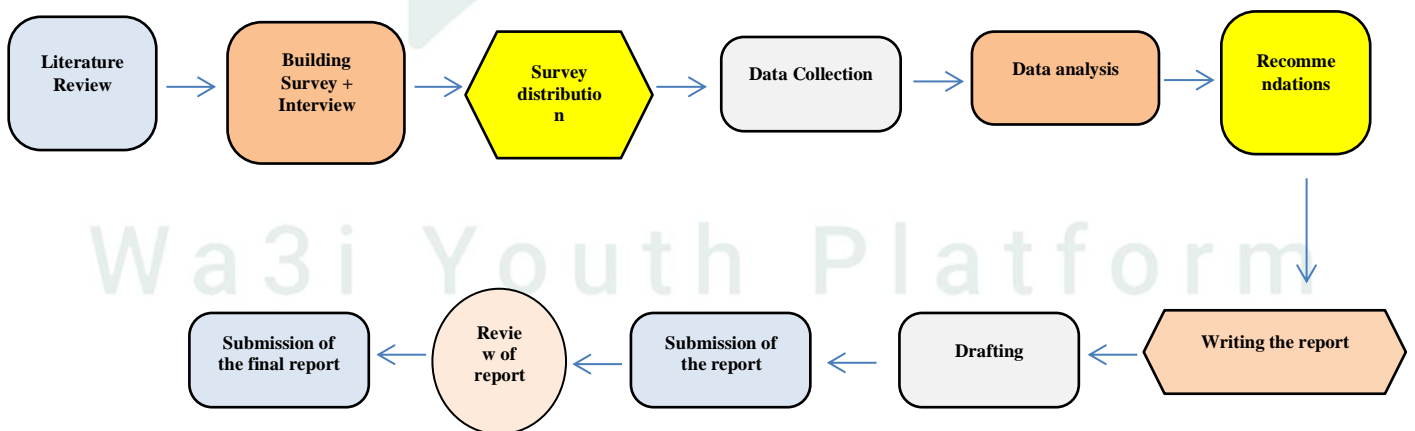 Literature
Review
Building
Survey +
Interview
Survey
distributio
n
Data Collection
Data analysis
Recomme
ndations
Wa3i Youth Platform
Writing the report
Drafting
Submission of
the report
Revie
w of
report
Submission of
the final report